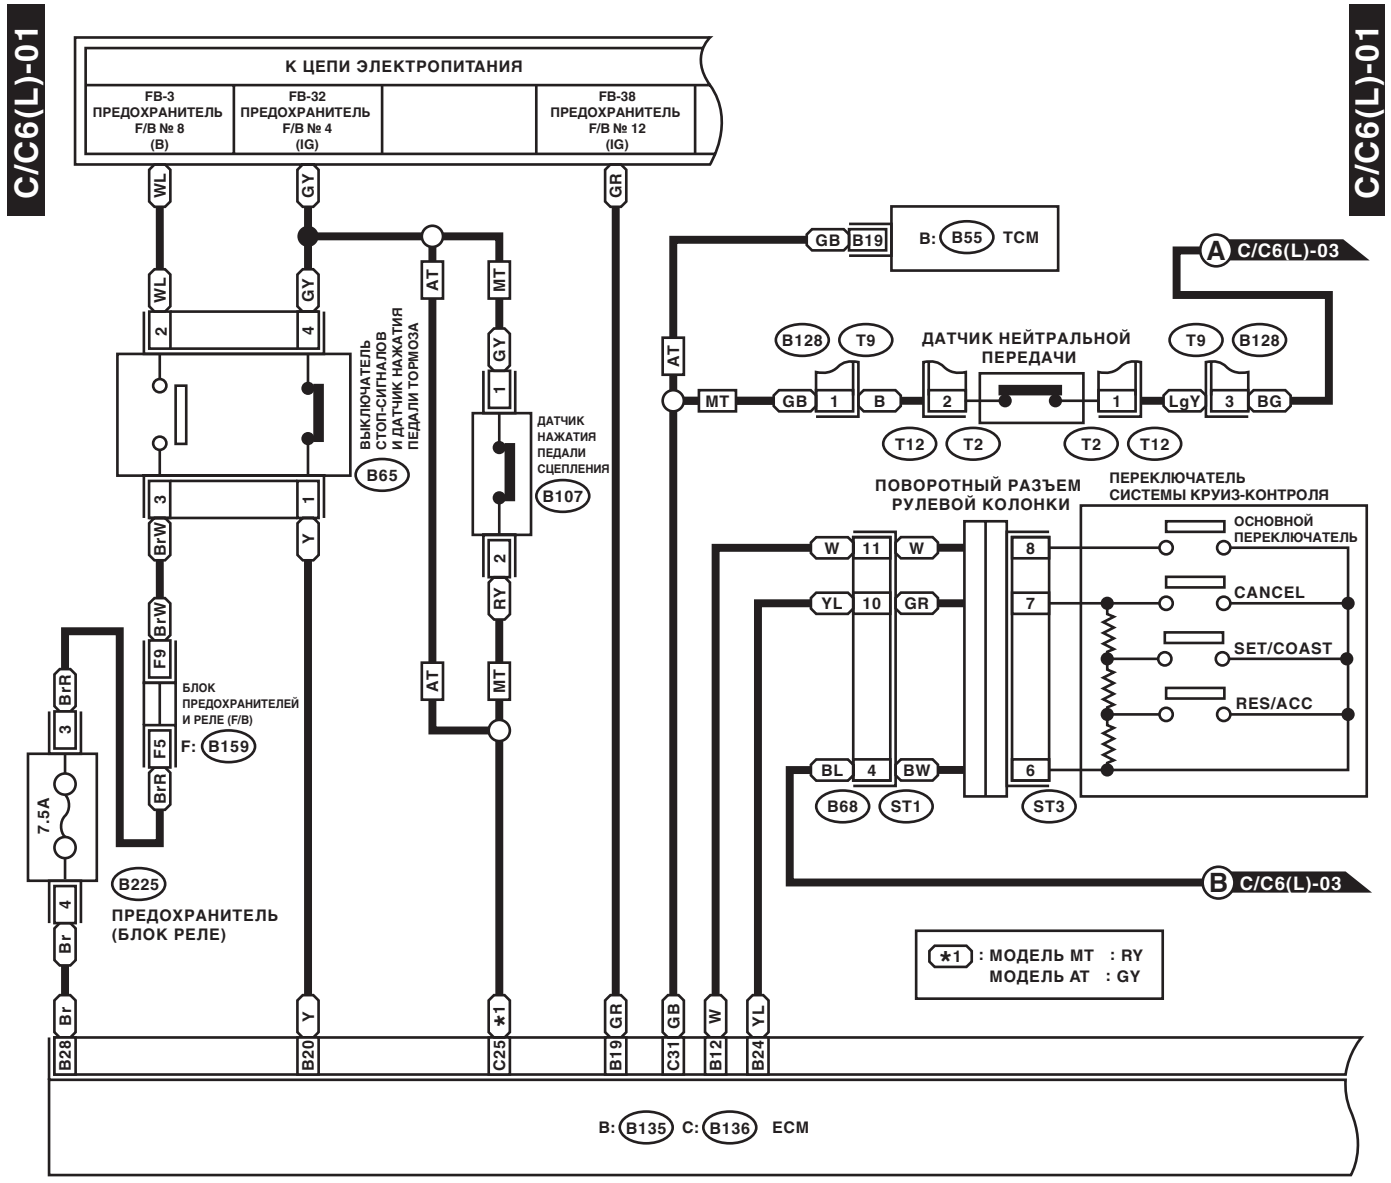 C/C6(L)-01
C/C6(L)-01
К ЦЕПИ ЭЛЕКТРОПИТАНИЯ
FB-3
ПРЕДОХРАНИТЕЛЬ
F/B № 8
(B)
FB-32
ПРЕДОХРАНИТЕЛЬ
F/B № 4
(IG)
FB-38
ПРЕДОХРАНИТЕЛЬ
F/B № 12
(IG)
WL
GY
GR
WL
GY
AT
MT
GY
2
4
1
ВЫКЛЮЧАТЕЛЬ
СТОП-СИГНАЛОВ
И ДАТЧИК НАЖАТИЯ
ПЕДАЛИ ТОРМОЗА
B65
3
1
BrW
Y
BrW
F9
ДАТЧИК
НАЖАТИЯ
ПЕДАЛИ
СЦЕПЛЕНИЯ
B107
2
RY
AT
MT
БЛОК
ПРЕДОХРАНИТЕЛЕЙ
И РЕЛЕ (F/B)
F: B159
F5
BrR
BrR
3
7.5A
4
Br
B225
ПРЕДОХРАНИТЕЛЬ
(БЛОК РЕЛЕ)
GB B19
B: B55 TCM
A C/C6(L)-03
AT
B128 T9
ДАТЧИК НЕЙТРАЛЬНОЙ
ПЕРЕДАЧИ
T9 B128
MT GB 1 B 2 1 LgY 3 BG
T12 T2 T2 T12
ПОВОРОТНЫЙ РАЗЪЕМ
РУЛЕВОЙ КОЛОНКИ
ПЕРЕКЛЮЧАТЕЛЬ
СИСТЕМЫ КРУИЗ-КОНТРОЛЯ
W 11 W 8
ОСНОВНОЙ
ПЕРЕКЛЮЧАТЕЛЬ
YL 10 GR 7
CANCEL
SET/COAST
RES/ACC
BL 4 BW 6
B68 ST1 ST3
B C/C6(L)-03
*1 : МОДЕЛЬ MT : RY
МОДЕЛЬ AT : GY
Br Y *1 GR GB W YL
B28 B20 C25 B19 C31 B12 B24
B: B135 C: B136 ECM